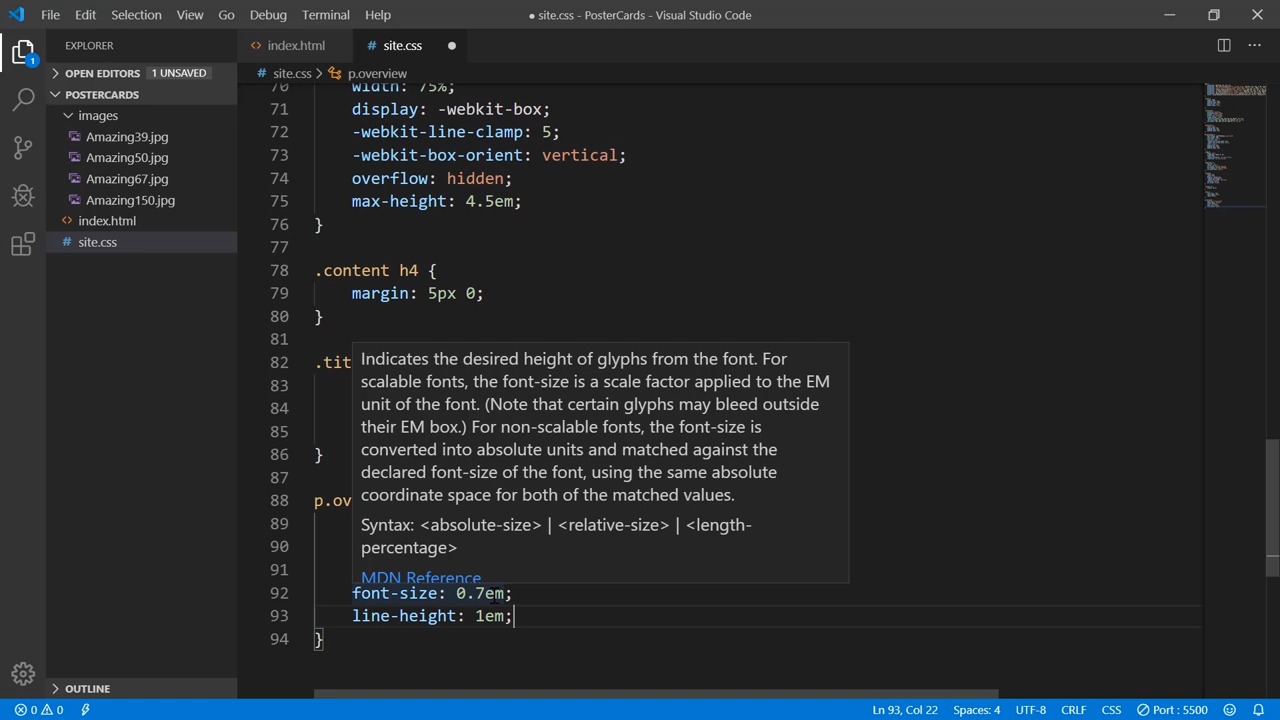 File Edit Selection View Go Debug Terminal Help
● site.css • PostersCards - Visual Studio Code
EXPLORER
OPEN EDITORS 1 UNSAVED
POSTERCARDS
images
Amazing39.jpg
Amazing50.jpg
Amazing67.jpg
Amazing150.jpg
index.html
site.css
OUTLINE
1
index.html site.css ●
# site.css > p.overview
70 width: 75%;
71 display: -webkit-box;
72 -webkit-line-clamp: 5;
73 -webkit-box-orient: vertical;
74 overflow: hidden;
75 max-height: 4.5em;
76 }
77
78 .content h4 {
79 margin: 5px 0;
80 }
81
82 .tit
83
84
85
86 }
87
88 p.ov
89
90
91
92 font-size: 0.7em;
93 line-height: 1em;
94 }
Indicates the desired height of glyphs from the font. For
scalable fonts, the font-size is a scale factor applied to the EM
unit of the font. (Note that certain glyphs may bleed outside
their EM box.) For non-scalable fonts, the font-size is
converted into absolute units and matched against the
declared font-size of the font, using the same absolute
coordinate space for both of the matched values.
Syntax: <absolute-size> | <relative-size> | <length-
percentage>
MDN Reference
0 0 Ln 93, Col 22 Spaces: 4 UTF-8 CRLF CSS Port : 5500